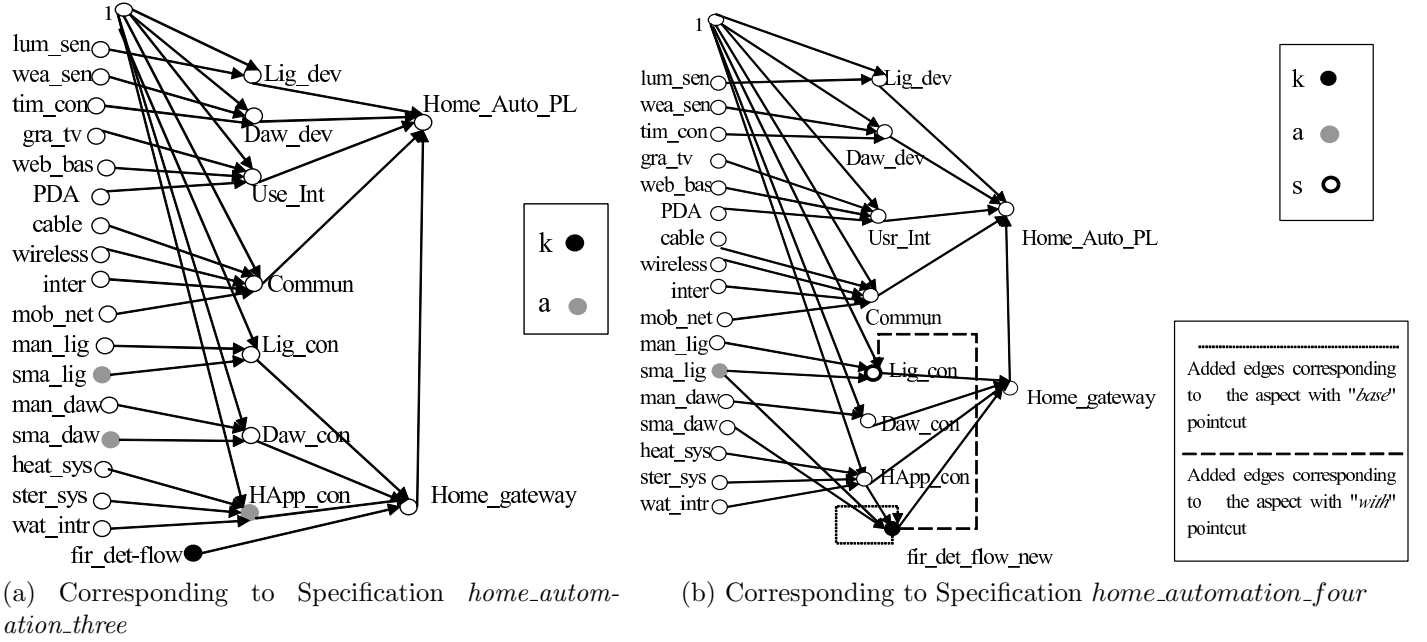 1
lum_sen
wea_sen
tim_con
gra_tv
web_bas
PDA
cable
wireless
inter
mob_net
man_lig
sma_lig
man_daw
sma_daw
heat_sys
ster_sys
wat_intr
fir_det-flow
Lig_dev
Daw_dev
Use_Int
Commun
Lig_con
Daw_con
HApp_con
Home_Auto_PL
Home_gateway
k
a
(a) Corresponding to Specification home_autom-
ation_three
1
lum_sen
wea_sen
tim_con
gra_tv
web_bas
PDA
cable
wireless
inter
mob_net
man_lig
sma_lig
man_daw
sma_daw
heat_sys
ster_sys
wat_intr
Lig_dev
Daw_dev
Usr_Int
Commun
Lig_con
Daw_con
HApp_con
fir_det_flow_new
Home_Auto_PL
Home_gateway
k
a
s
Added edges corresponding
to the aspect with "base"
pointcut
Added edges corresponding
to the aspect with "with"
pointcut
(b) Corresponding to Specification home_automation_four